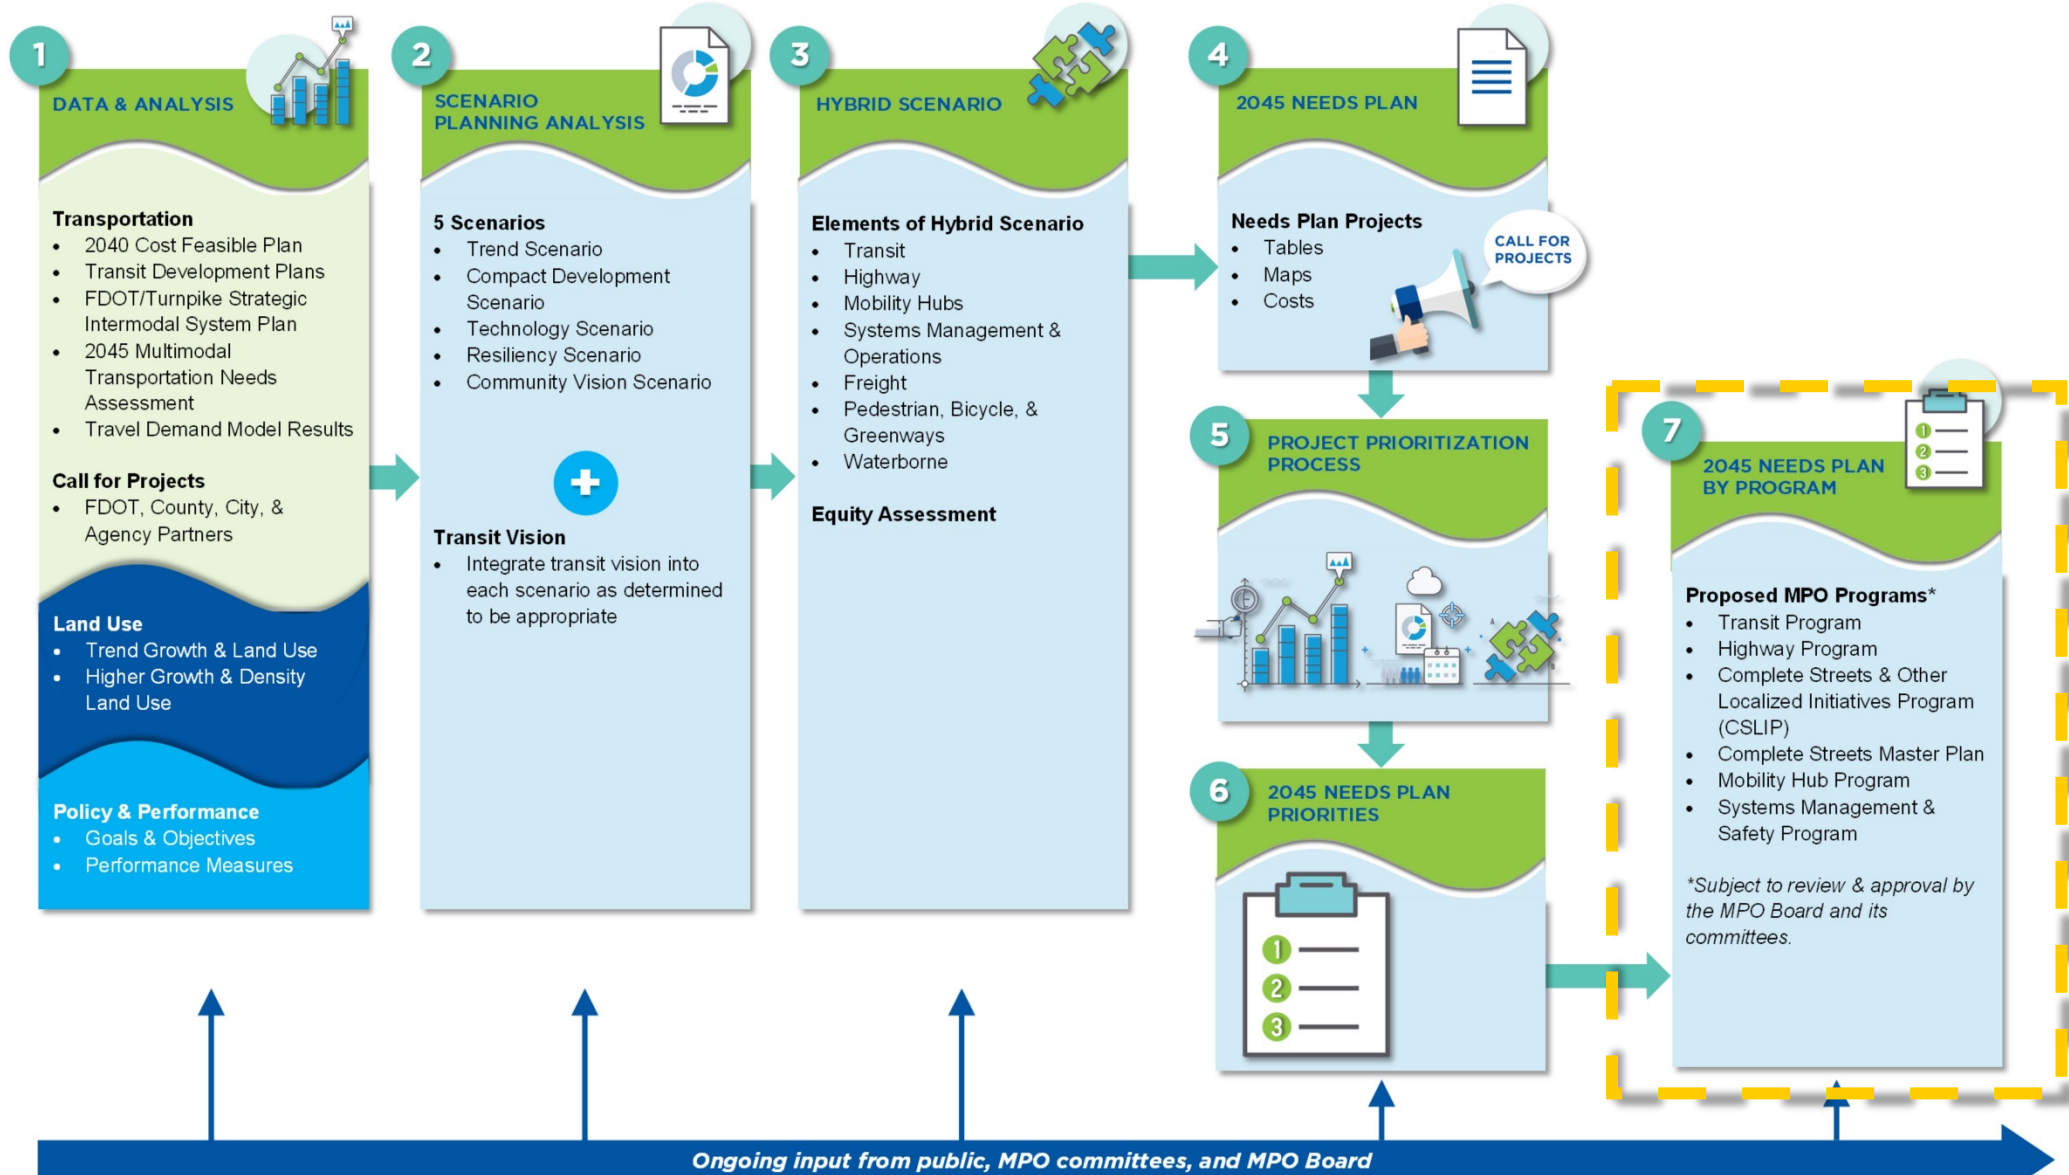 1
DATA & ANALYSIS
Transportation
• 2040 Cost Feasible Plan
• Transit Development Plans
• FDOT/Turnpike Strategic
Intermodal System Plan
• 2045 Multimodal
Transportation Needs
Assessment
• Travel Demand Model Results
Call for Projects
• FDOT, County, City, &
Agency Partners
Land Use
• Trend Growth & Land Use
• Higher Growth & Density
Land Use
Policy & Performance
• Goals & Objectives
• Performance Measures
2
SCENARIO
PLANNING ANALYSIS
5 Scenarios
• Trend Scenario
• Compact Development
Scenario
• Technology Scenario
• Resiliency Scenario
• Community Vision Scenario
+
Transit Vision
• Integrate transit vision into
each scenario as determined
to be appropriate
3
HYBRID SCENARIO
Elements of Hybrid Scenario
• Transit
• Highway
• Mobility Hubs
• Systems Management &
Operations
• Freight
• Pedestrian, Bicycle, &
Greenways
• Waterborne
Equity Assessment
4
2045 NEEDS PLAN
Needs Plan Projects
• Tables
• Maps
• Costs
CALL FOR
PROJECTS
5
PROJECT PRIORITIZATION
PROCESS
6
2045 NEEDS PLAN
PRIORITIES
1
2
3
7
1
2
3
2045 NEEDS PLAN
BY PROGRAM
Proposed MPO Programs*
• Transit Program
• Highway Program
• Complete Streets & Other
Localized Initiatives Program
(CSLIP)
• Complete Streets Master Plan
• Mobility Hub Program
• Systems Management &
Safety Program
*Subject to review & approval by
the MPO Board and its
committees.
Ongoing input from public, MPO committees, and MPO Board